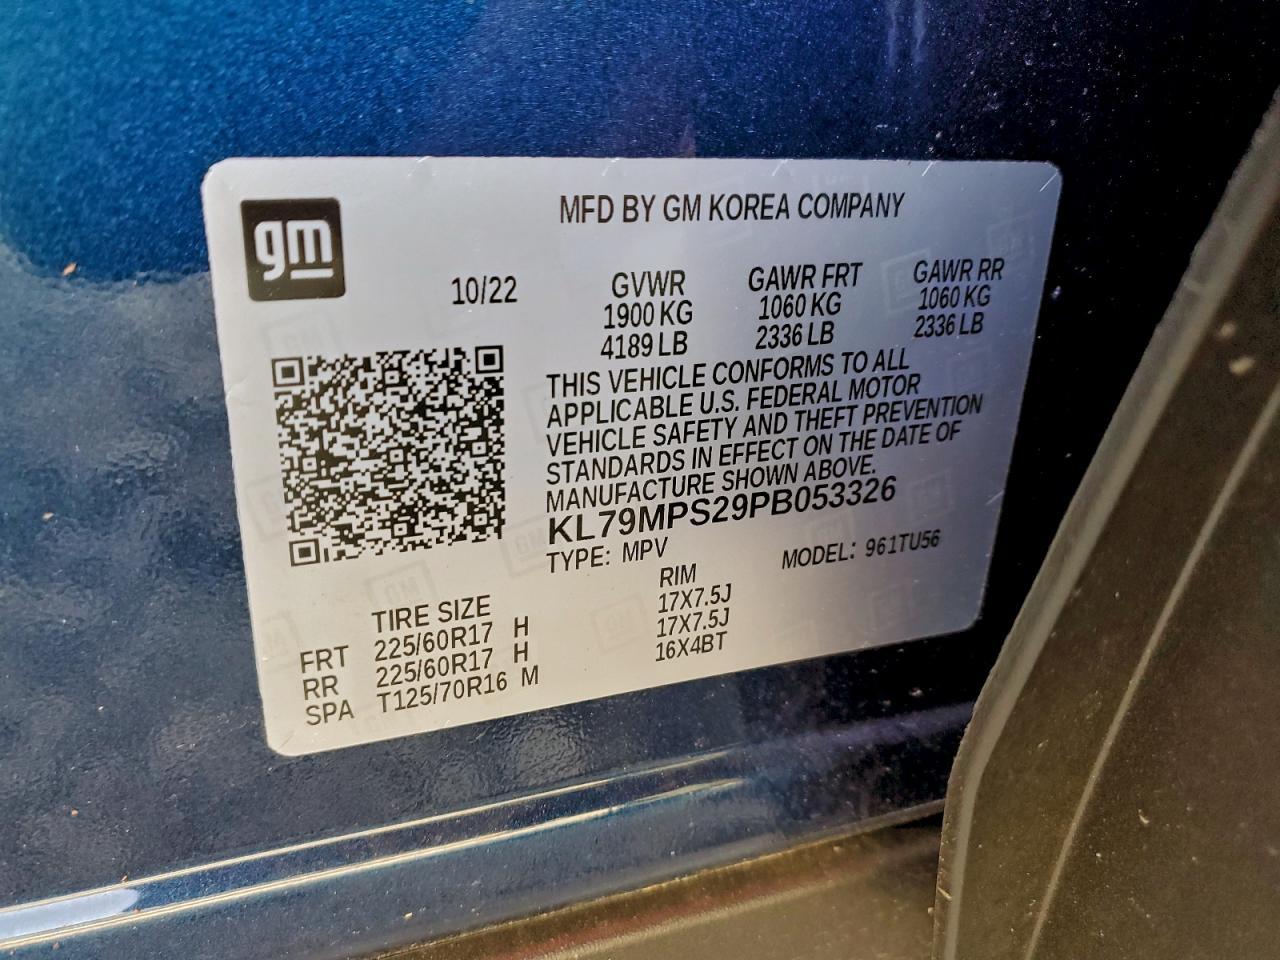 gm
MFD BY GM KOREA COMPANY
10/22
GVWR GAWR FRT GAWR RR
1900 KG 1060 KG 1060 KG
4189 LB 2336 LB 2336 LB
THIS VEHICLE CONFORMS TO ALL
APPLICABLE U.S. FEDERAL MOTOR
VEHICLE SAFETY AND THEFT PREVENTION
STANDARDS IN EFFECT ON THE DATE OF
MANUFACTURE SHOWN ABOVE.
KL79MPS29PB053326
TYPE: MPV MODEL: 961TU56
TIRE SIZE RIM
FRT 225/60R17 H 17X7.5J
RR 225/60R17 H 17X7.5J
SPA T125/70R16 M 16X4BT